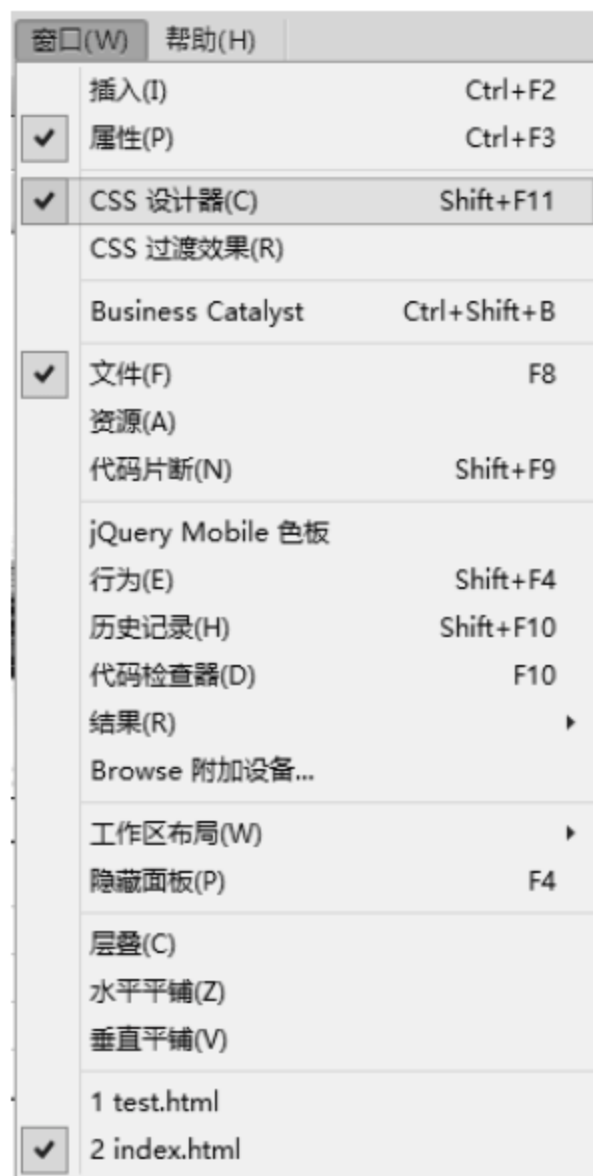 窗口(W) 帮助(H)
插入(I) Ctrl+F2
属性(P) Ctrl+F3
CSS 设计器(C) Shift+F11
CSS 过渡效果(R)
Business Catalyst Ctrl+Shift+B
文件(F) F8
资源(A)
代码片断(N) Shift+F9
jQuery Mobile 色板
行为(E) Shift+F4
历史记录(H) Shift+F10
代码检查器(D) F10
结果(R)
Browse 附加设备...
工作区布局(W)
隐藏面板(P) F4
层叠(C)
水平平铺(Z)
垂直平铺(V)
1 test.html
2 index.html